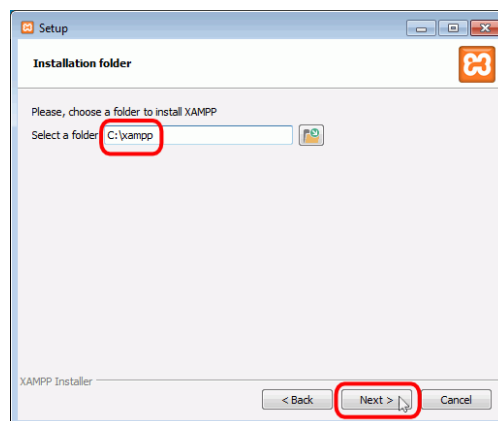 Setup
Installation folder
Please, choose a folder to install XAMPP
Select a folder C:\xampp
XAMPP Installer
< Back Next > Cancel